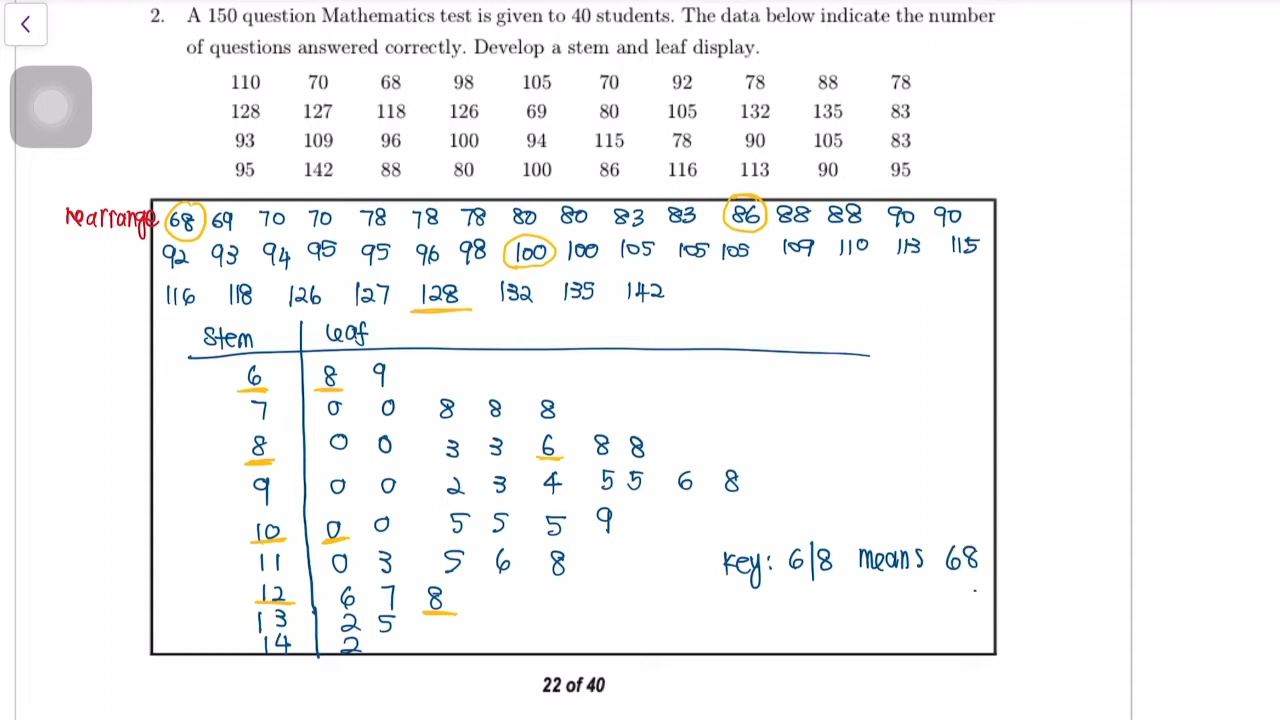 2. A 150 question Mathematics test is given to 40 students. The data below indicate the number
of questions answered correctly. Develop a stem and leaf display.
110 70 68 98 105 70 92 78 88 78
128 127 118 126 69 80 105 132 135 83
93 109 96 100 94 115 78 90 105 83
95 142 88 80 100 86 116 113 90 95
rearrange 68 69 70 70 78 78 78 80 80 83 83 86 88 88 90 90
92 93 94 95 95 96 98 100 100 105 105 105 109 110 113 115
116 118 126 127 128 132 135 142
Stem leaf
6 8 9
7 0 0 8 8 8
8 0 0 3 3 6 8 8
9 0 0 2 3 4 5 5 6 8
10 0 0 5 5 5 9
11 0 3 5 6 8
key: 6|8 means 68
12 6 7 8
13 2 5
14 2
22 of 40